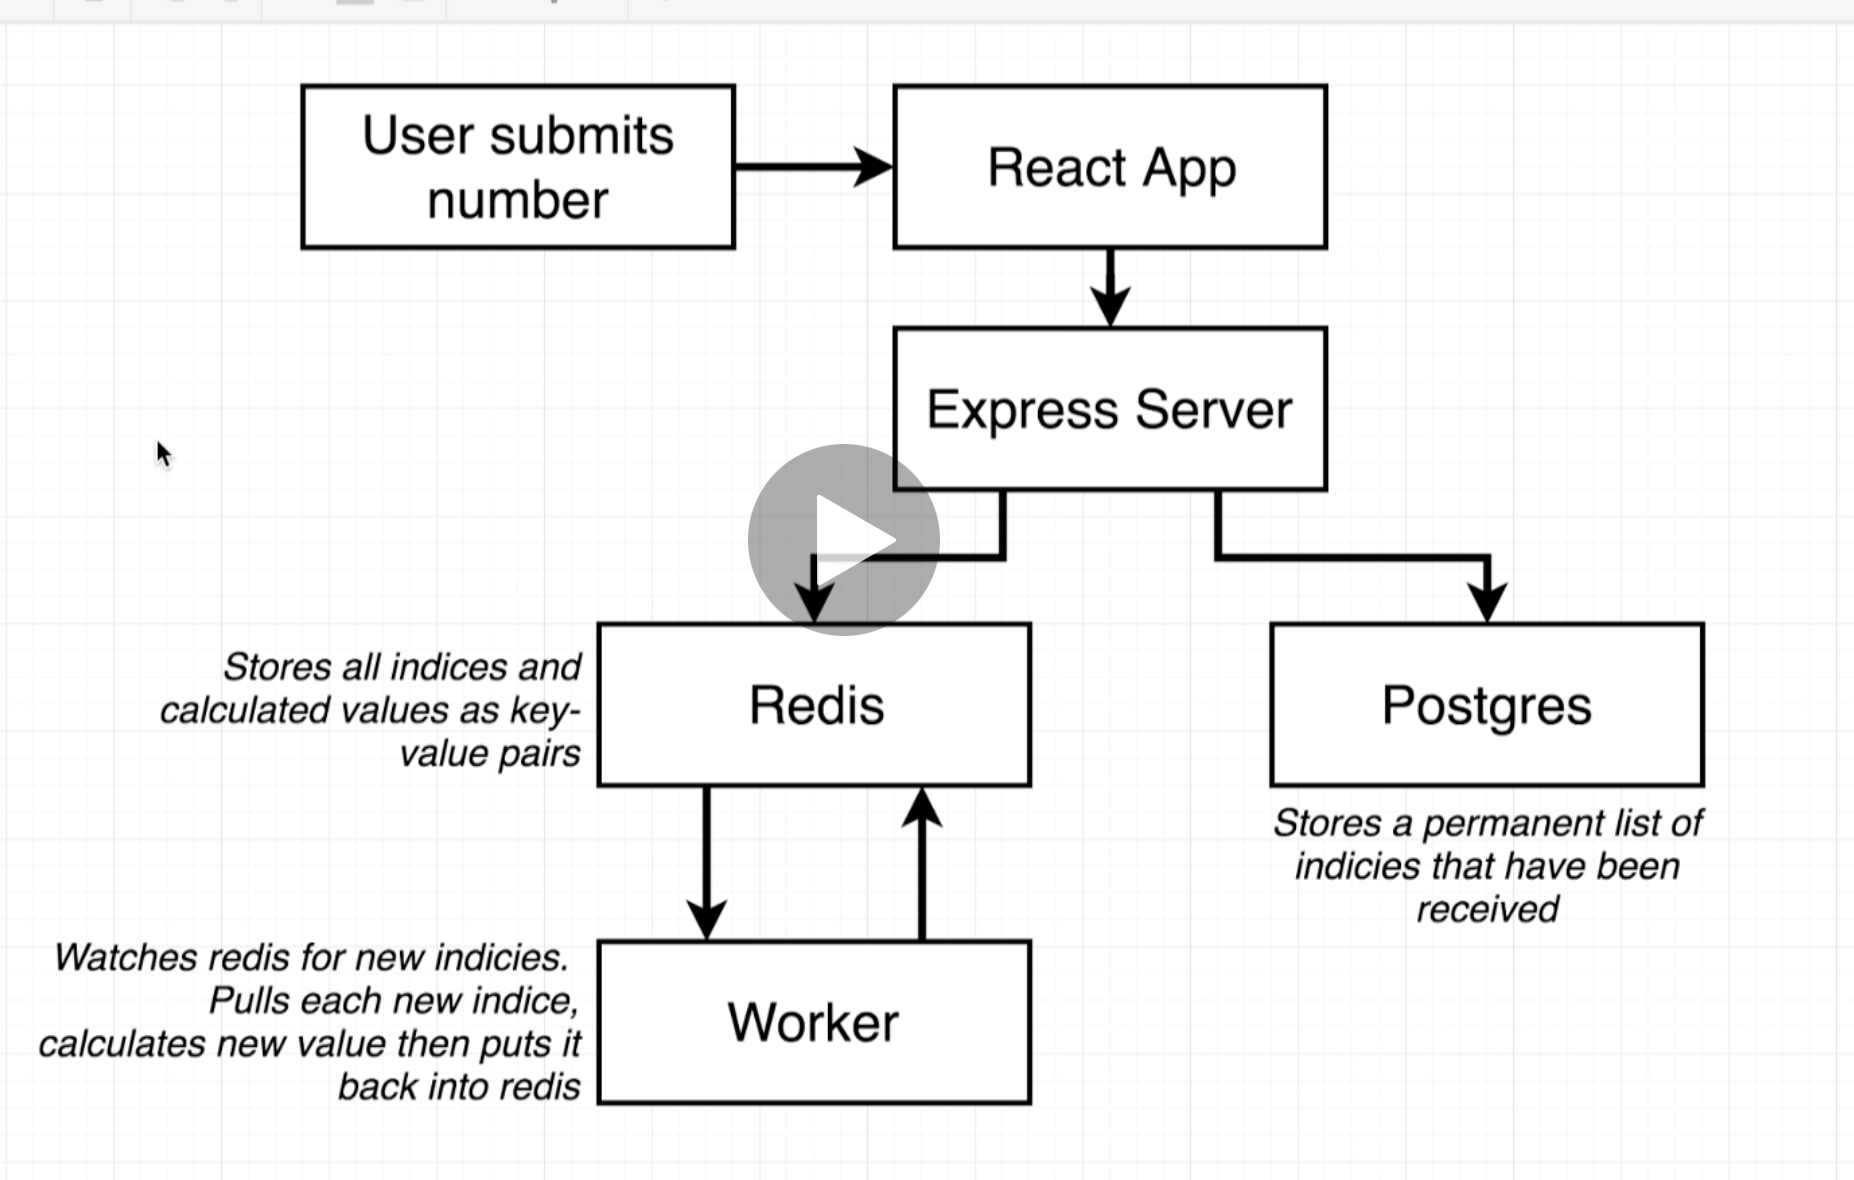 User submits
number
React App
Express Server
Stores all indices and
calculated values as key-
value pairs
Redis
Postgres
Stores a permanent list of
indicies that have been
received
Watches redis for new indicies.
Pulls each new indice,
calculates new value then puts it
back into redis
Worker